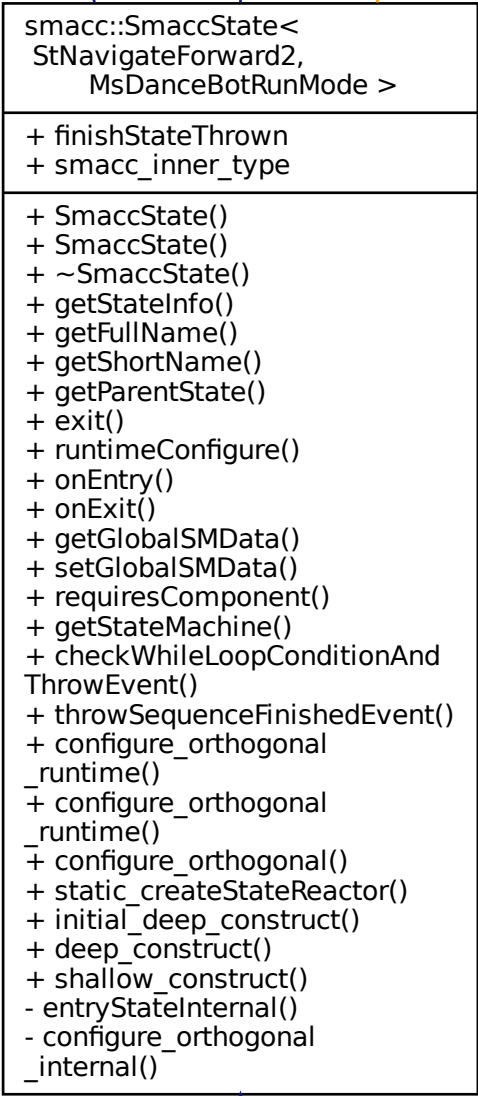 smacc::SmaccState<
StNavigateForward2,
MsDanceBotRunMode >
+ finishStateThrown
+ smacc_inner_type
+ SmaccState()
+ SmaccState()
+ ~SmaccState()
+ getStateInfo()
+ getFullName()
+ getShortName()
+ getParentState()
+ exit()
+ runtimeConfigure()
+ onEntry()
+ onExit()
+ getGlobalSMData()
+ setGlobalSMData()
+ requiresComponent()
+ getStateMachine()
+ checkWhileLoopConditionAnd
ThrowEvent()
+ throwSequenceFinishedEvent()
+ configure_orthogonal
_runtime()
+ configure_orthogonal
_runtime()
+ configure_orthogonal()
+ static_createStateReactor()
+ initial_deep_construct()
+ deep_construct()
+ shallow_construct()
- entryStateInternal()
- configure_orthogonal
_internal()